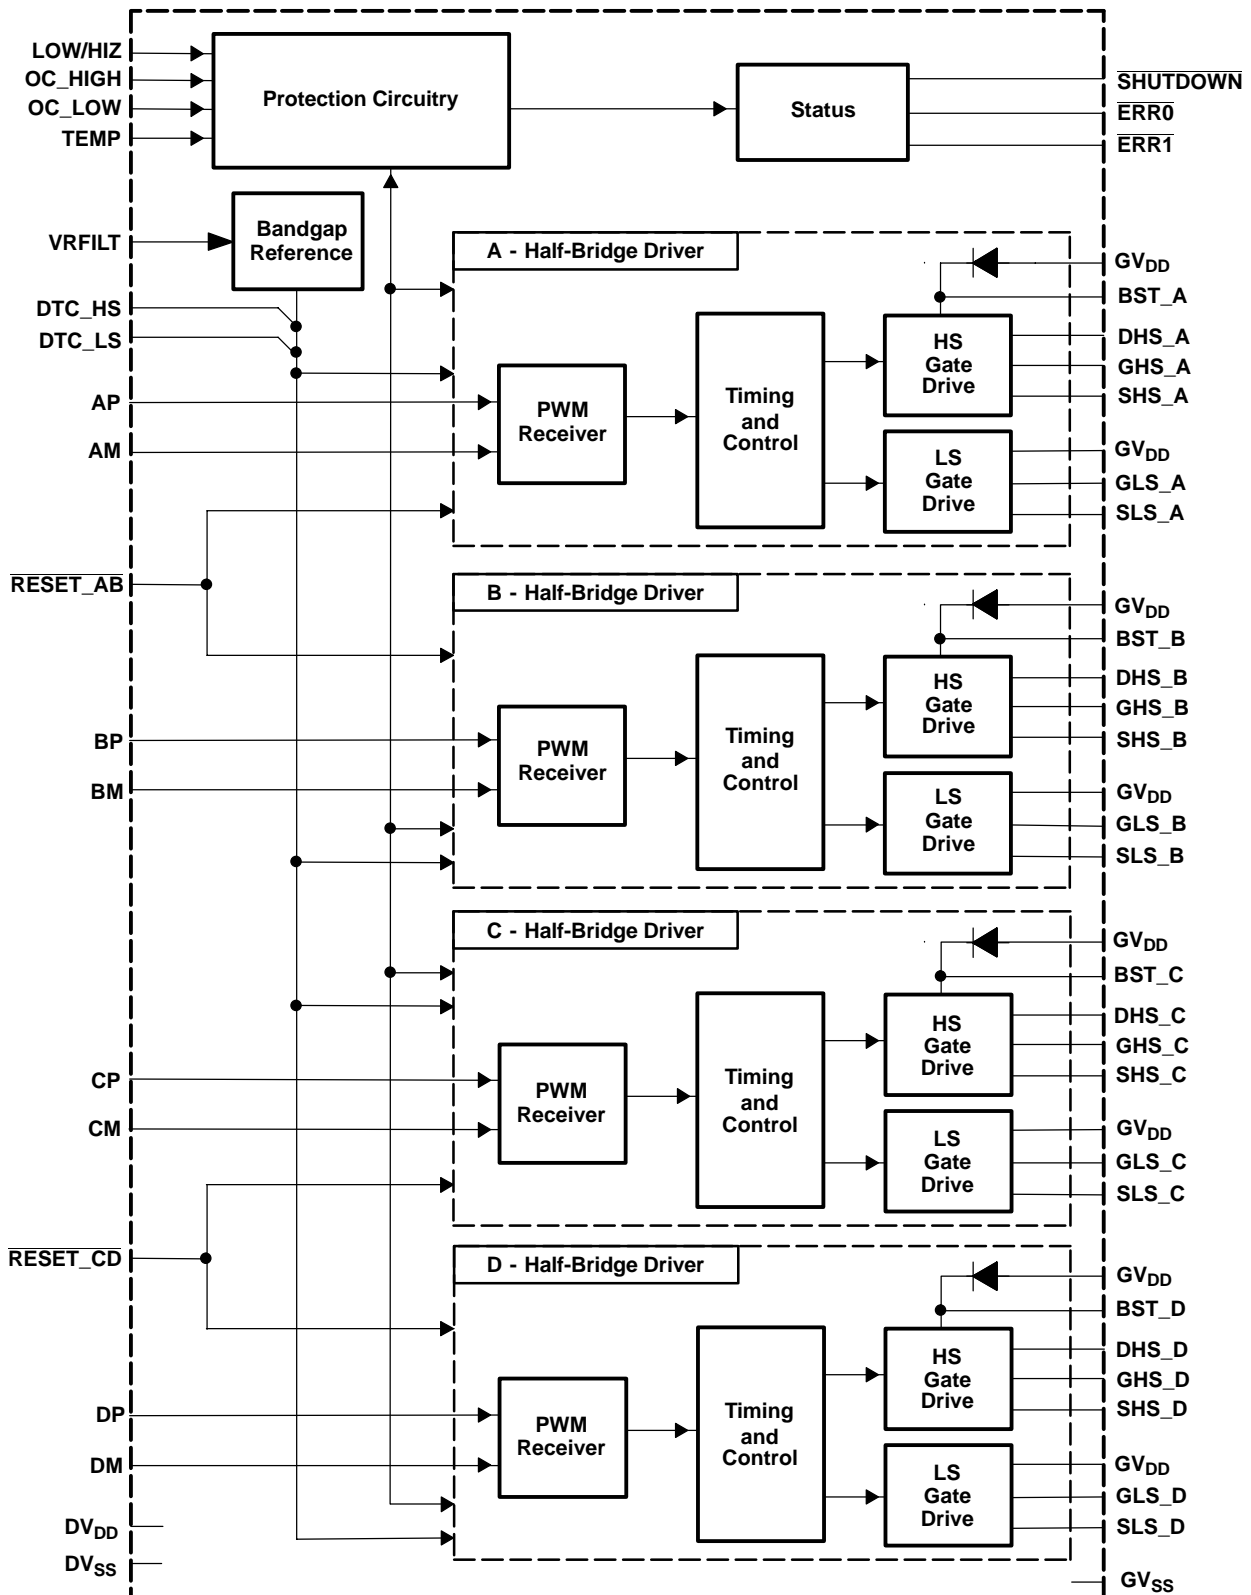 LOW/HIZ
OC_HIGH
OC_LOW
TEMP
Protection Circuitry
Status
SHUTDOWN
ERR0
ERR1
VRFILT
Bandgap
Reference
DTC_HS
DTC_LS
A - Half-Bridge Driver
AP
AM
PWM
Receiver
Timing
and
Control
HS
Gate
Drive
LS
Gate
Drive
GVDD
BST_A
DHS_A
GHS_A
SHS_A
GVDD
GLS_A
SLS_A
RESET_AB
B - Half-Bridge Driver
BP
BM
PWM
Receiver
Timing
and
Control
HS
Gate
Drive
LS
Gate
Drive
GVDD
BST_B
DHS_B
GHS_B
SHS_B
GVDD
GLS_B
SLS_B
C - Half-Bridge Driver
CP
CM
PWM
Receiver
Timing
and
Control
HS
Gate
Drive
LS
Gate
Drive
GVDD
BST_C
DHS_C
GHS_C
SHS_C
GVDD
GLS_C
SLS_C
RESET_CD
D - Half-Bridge Driver
DP
DM
PWM
Receiver
Timing
and
Control
HS
Gate
Drive
LS
Gate
Drive
GVDD
BST_D
DHS_D
GHS_D
SHS_D
GVDD
GLS_D
SLS_D
DVDD
DVSS
GVSS